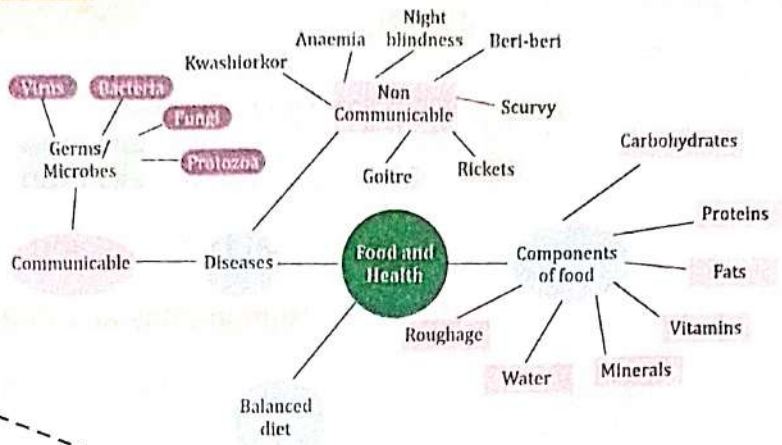 Night
blindness
Anaemia
Beri-beri
Kwashiorkor
Virus
Bacteria
Non
Communicable
Scurvy
Fungi
Germs/
Microbes
Protozoa
Goitre
Rickets
Carbohydrates
Proteins
Communicable
Diseases
Food and
Health
Components
of food
Fats
Vitamins
Roughage
Water
Minerals
Balanced
diet